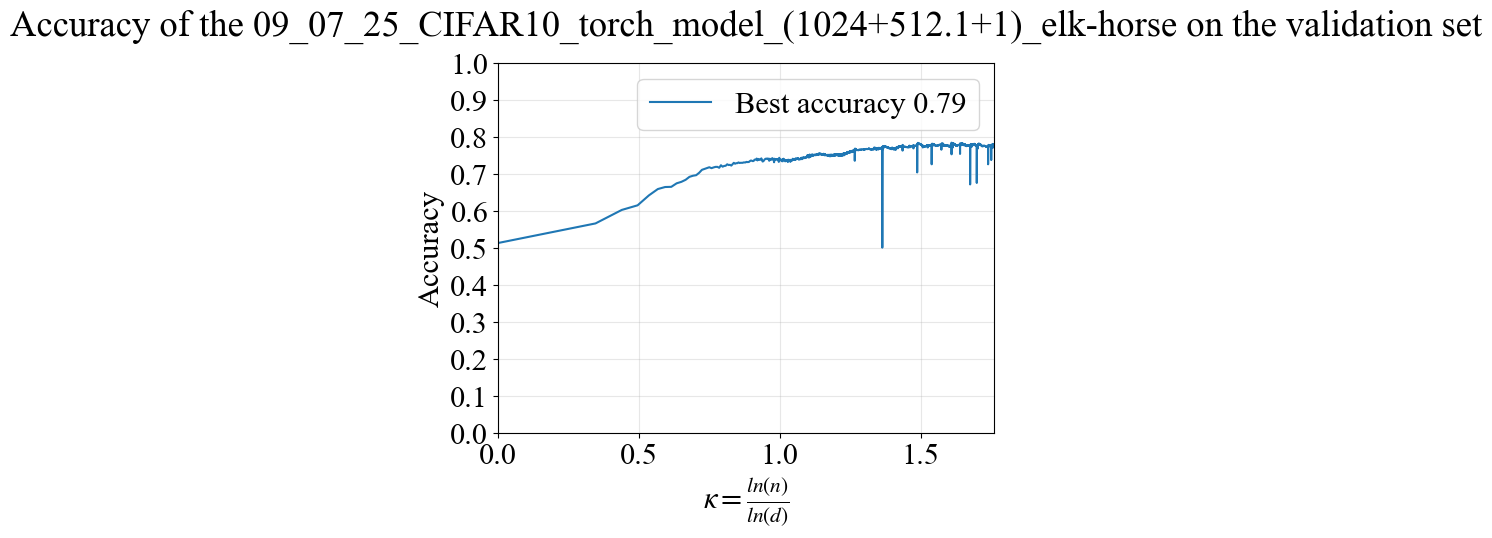 Accuracy of the 09_07_25_CIFAR10_torch_model_(1024+512.1+1)_elk-horse on the validation set
1.0
0.9
0.8
0.7
0.6
0.5
0.4
0.3
0.2
0.1
0.0
Accuracy
Best accuracy 0.79
0.0 0.5 1.0 1.5
κ = ln(n) / ln(d)